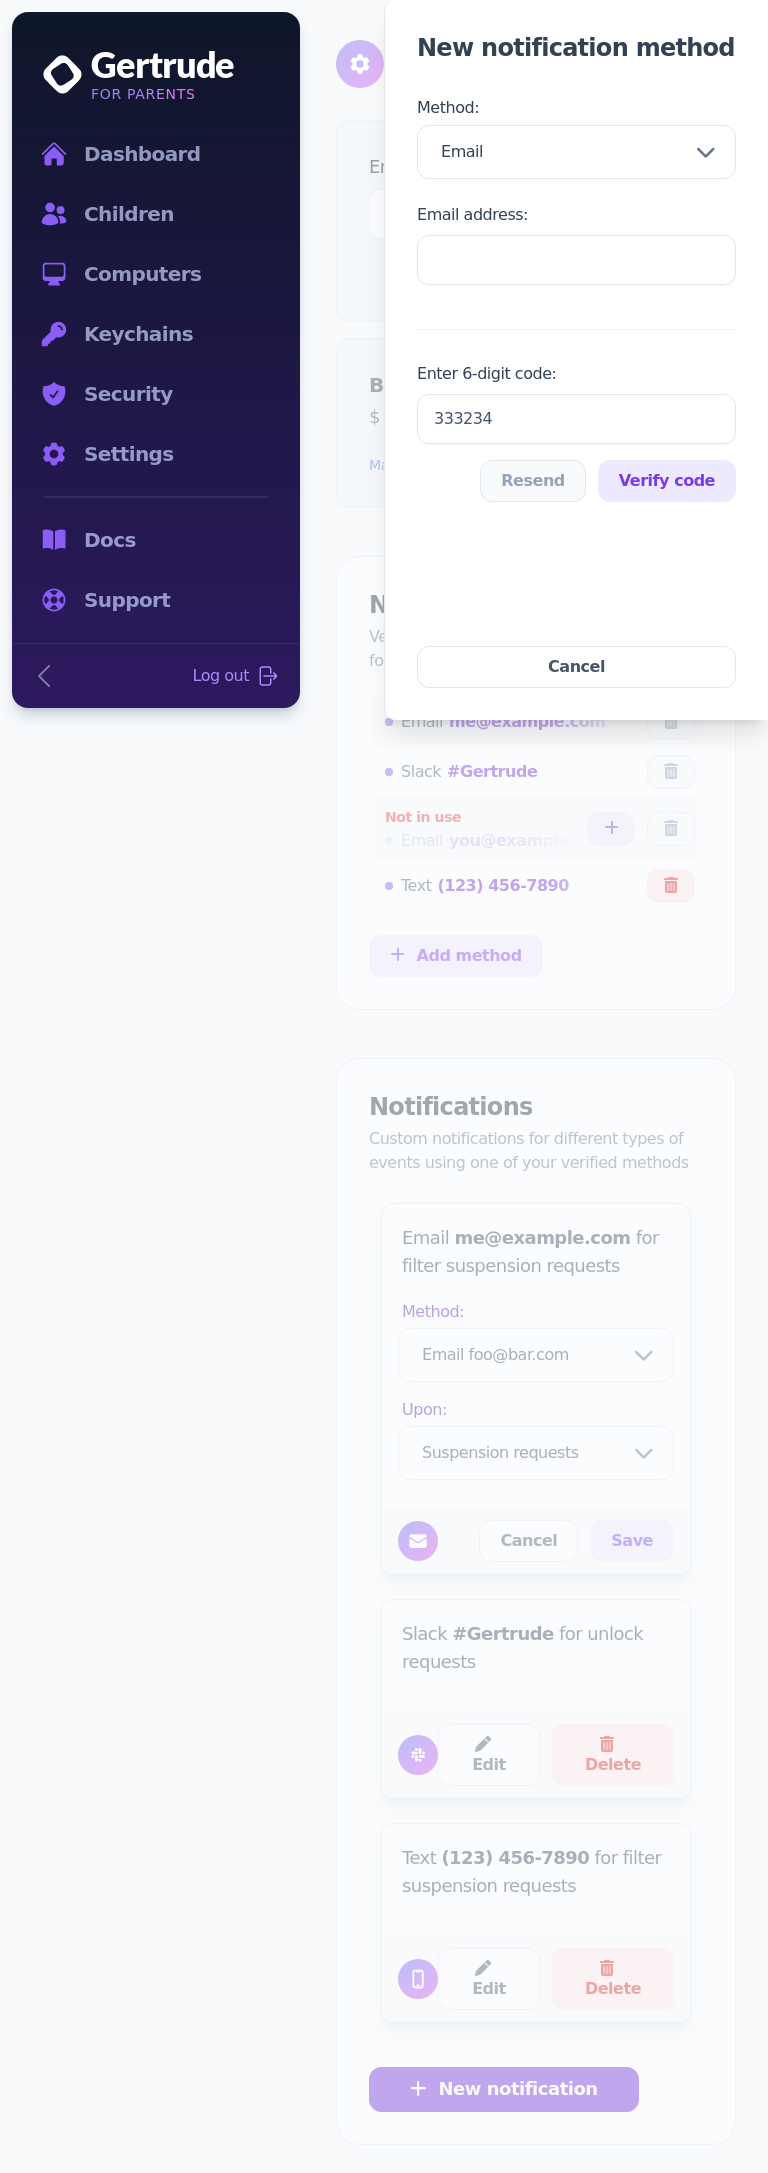 Gertrude
FOR PARENTS
Dashboard
Children
Computers
Keychains
Security
Settings
Docs
Support
Log out
New notification method
Method:
Email
Email address:
Enter 6-digit code:
333234
Resend
Verify code
Cancel
$
Email me@example.com
Slack #Gertrude
Not in use
Email you@example
Text (123) 456-7890
Add method
Notifications
Custom notifications for different types of
events using one of your verified methods
Email me@example.com for
filter suspension requests
Method:
Email foo@bar.com
Upon:
Suspension requests
Cancel
Save
Slack #Gertrude for unlock
requests
Edit
Delete
Text (123) 456-7890 for filter
suspension requests
Edit
Delete
New notification